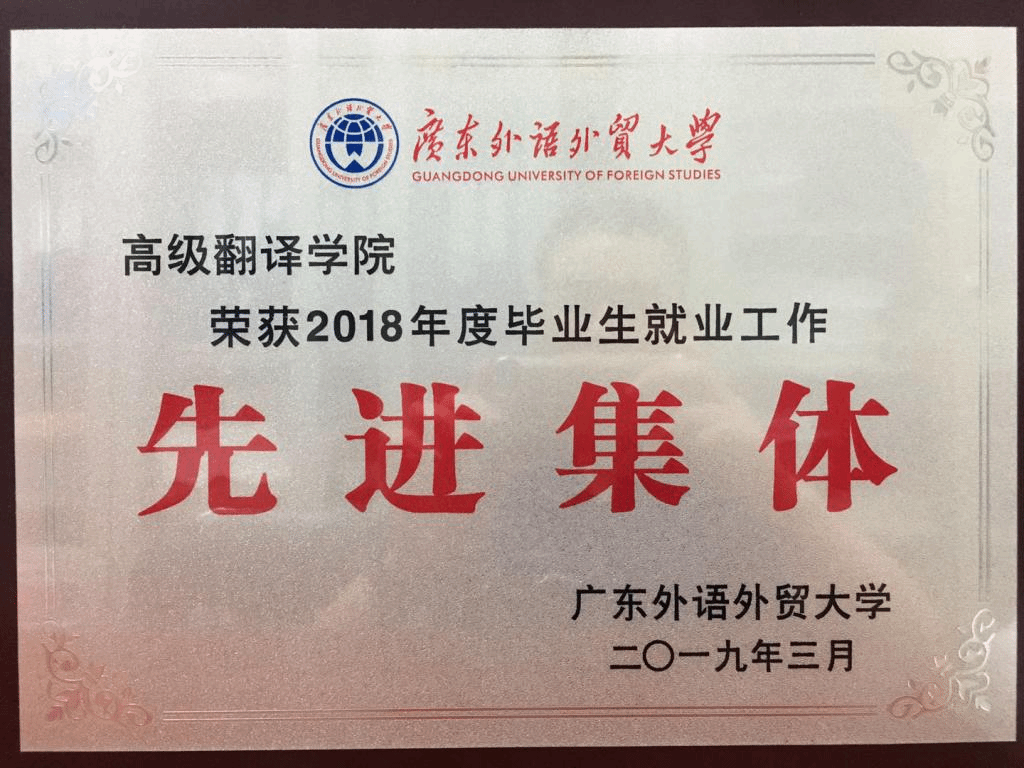 廣东外语外贸大學
GUANGDONG UNIVERSITY OF FOREIGN STUDIES
高级翻译学院
荣获2018年度毕业生就业工作
先进集体
广东外语外贸大学
二〇一九年三月